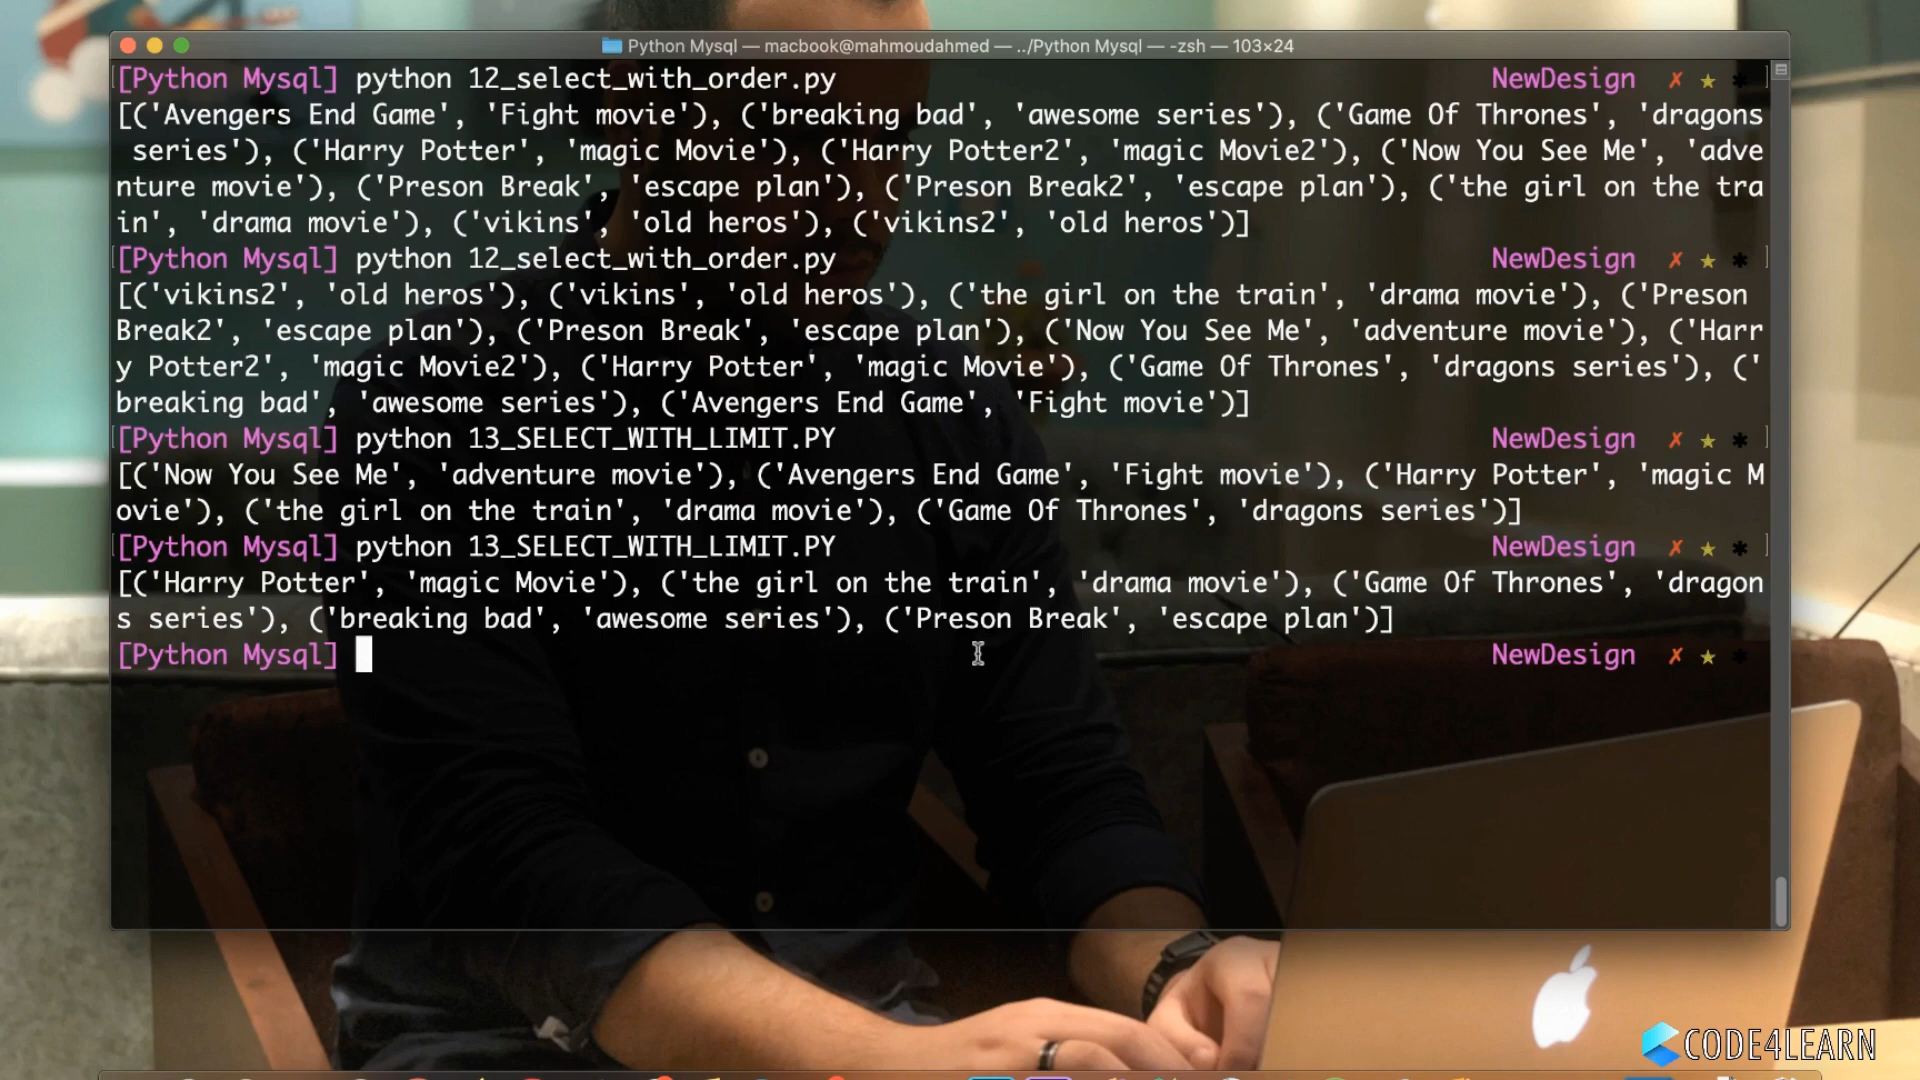 Python Mysql — macbook@mahmoudahmed — ../Python Mysql — -zsh — 103×24
[Python Mysql] python 12_select_with_order.py NewDesign ✗ ★ ✱
[('Avengers End Game', 'Fight movie'), ('breaking bad', 'awesome series'), ('Game Of Thrones', 'dragons
 series'), ('Harry Potter', 'magic Movie'), ('Harry Potter2', 'magic Movie2'), ('Now You See Me', 'adve
nture movie'), ('Preson Break', 'escape plan'), ('Preson Break2', 'escape plan'), ('the girl on the tra
in', 'drama movie'), ('vikins', 'old heros'), ('vikins2', 'old heros')]
[Python Mysql] python 12_select_with_order.py NewDesign ✗ ★ ✱
[('vikins2', 'old heros'), ('vikins', 'old heros'), ('the girl on the train', 'drama movie'), ('Preson
Break2', 'escape plan'), ('Preson Break', 'escape plan'), ('Now You See Me', 'adventure movie'), ('Harr
y Potter2', 'magic Movie2'), ('Harry Potter', 'magic Movie'), ('Game Of Thrones', 'dragons series'), ('
breaking bad', 'awesome series'), ('Avengers End Game', 'Fight movie')]
[Python Mysql] python 13_SELECT_WITH_LIMIT.PY NewDesign ✗ ★ ✱
[('Now You See Me', 'adventure movie'), ('Avengers End Game', 'Fight movie'), ('Harry Potter', 'magic M
ovie'), ('the girl on the train', 'drama movie'), ('Game Of Thrones', 'dragons series')]
[Python Mysql] python 13_SELECT_WITH_LIMIT.PY NewDesign ✗ ★ ✱
[('Harry Potter', 'magic Movie'), ('the girl on the train', 'drama movie'), ('Game Of Thrones', 'dragon
s series'), ('breaking bad', 'awesome series'), ('Preson Break', 'escape plan')]
[Python Mysql] NewDesign ✗ ★ ✱
CODE4LEARN